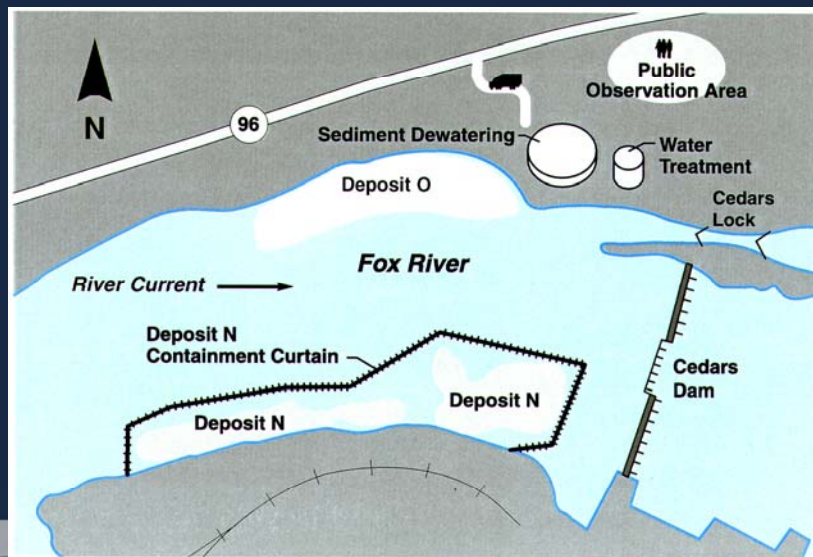 Public
Observation Area
N
96
Sediment Dewatering
Water
Treatment
Deposit O
Cedars
Lock
Fox River
River Current
Deposit N
Containment Curtain
Cedars
Dam
Deposit N
Deposit N